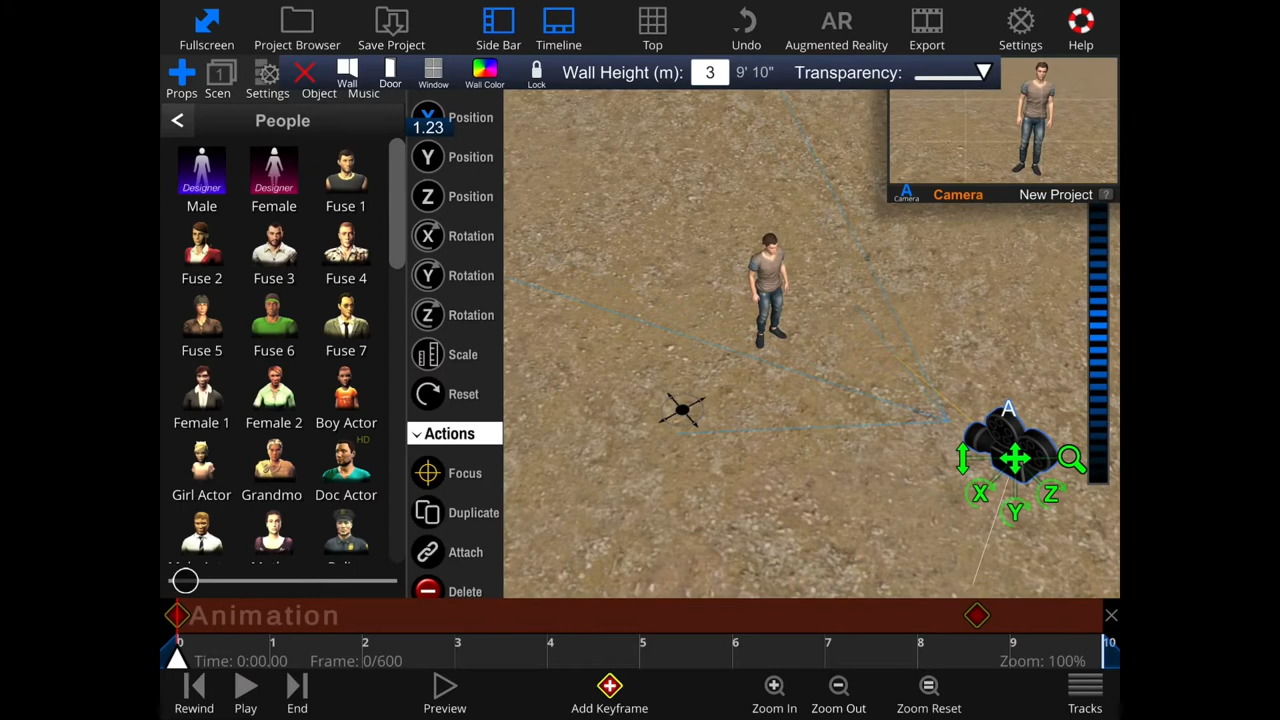 Fullscreen Project Browser Save Project Side Bar Timeline Top Undo AR Augmented Reality Export Settings Help
Props 1 Scen Settings Object Wall Music Door Window Wall Color Lock Wall Height (m): 3 9' 10" Transparency:
< People
Designer Designer
Male Female Fuse 1
Fuse 2 Fuse 3 Fuse 4
Fuse 5 Fuse 6 Fuse 7
Female 1 Female 2 Boy Actor
HD
Girl Actor Grandmo Doc Actor
Position
1.23
Y Position
Z Position
X Rotation
Y Rotation
Z Rotation
Scale
Reset
Actions
Focus
Duplicate
Attach
Delete
A Camera Camera New Project ?
A
X Y Z
Animation
0 1 2 3 4 5 6 7 8 9 10
Time: 0:00.00 Frame: 0/600 Zoom: 100%
Rewind Play End Preview Add Keyframe Zoom In Zoom Out Zoom Reset Tracks